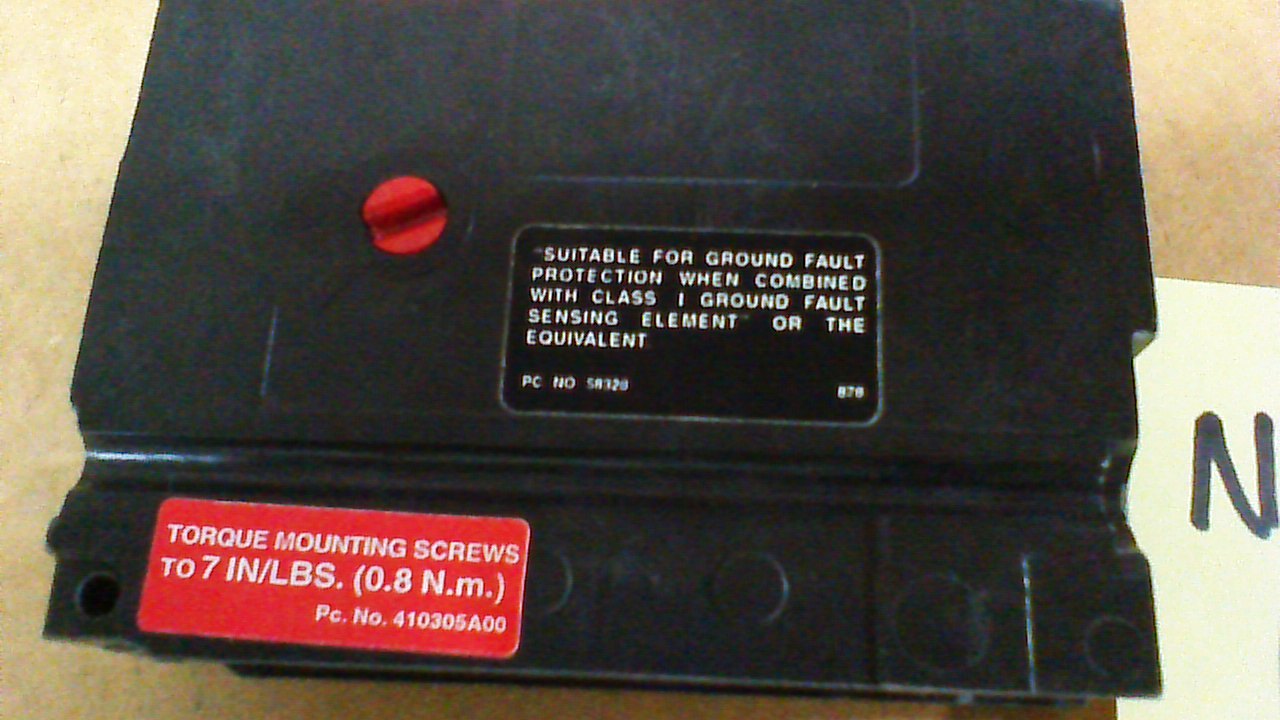 "SUITABLE FOR GROUND FAULT
PROTECTION WHEN COMBINED
WITH CLASS I GROUND FAULT
SENSING ELEMENT" OR THE
EQUIVALENT
PC NO 58320
878
TORQUE MOUNTING SCREWS
TO 7 IN/LBS. (0.8 N.m.)
Pc. No. 410305A00
N